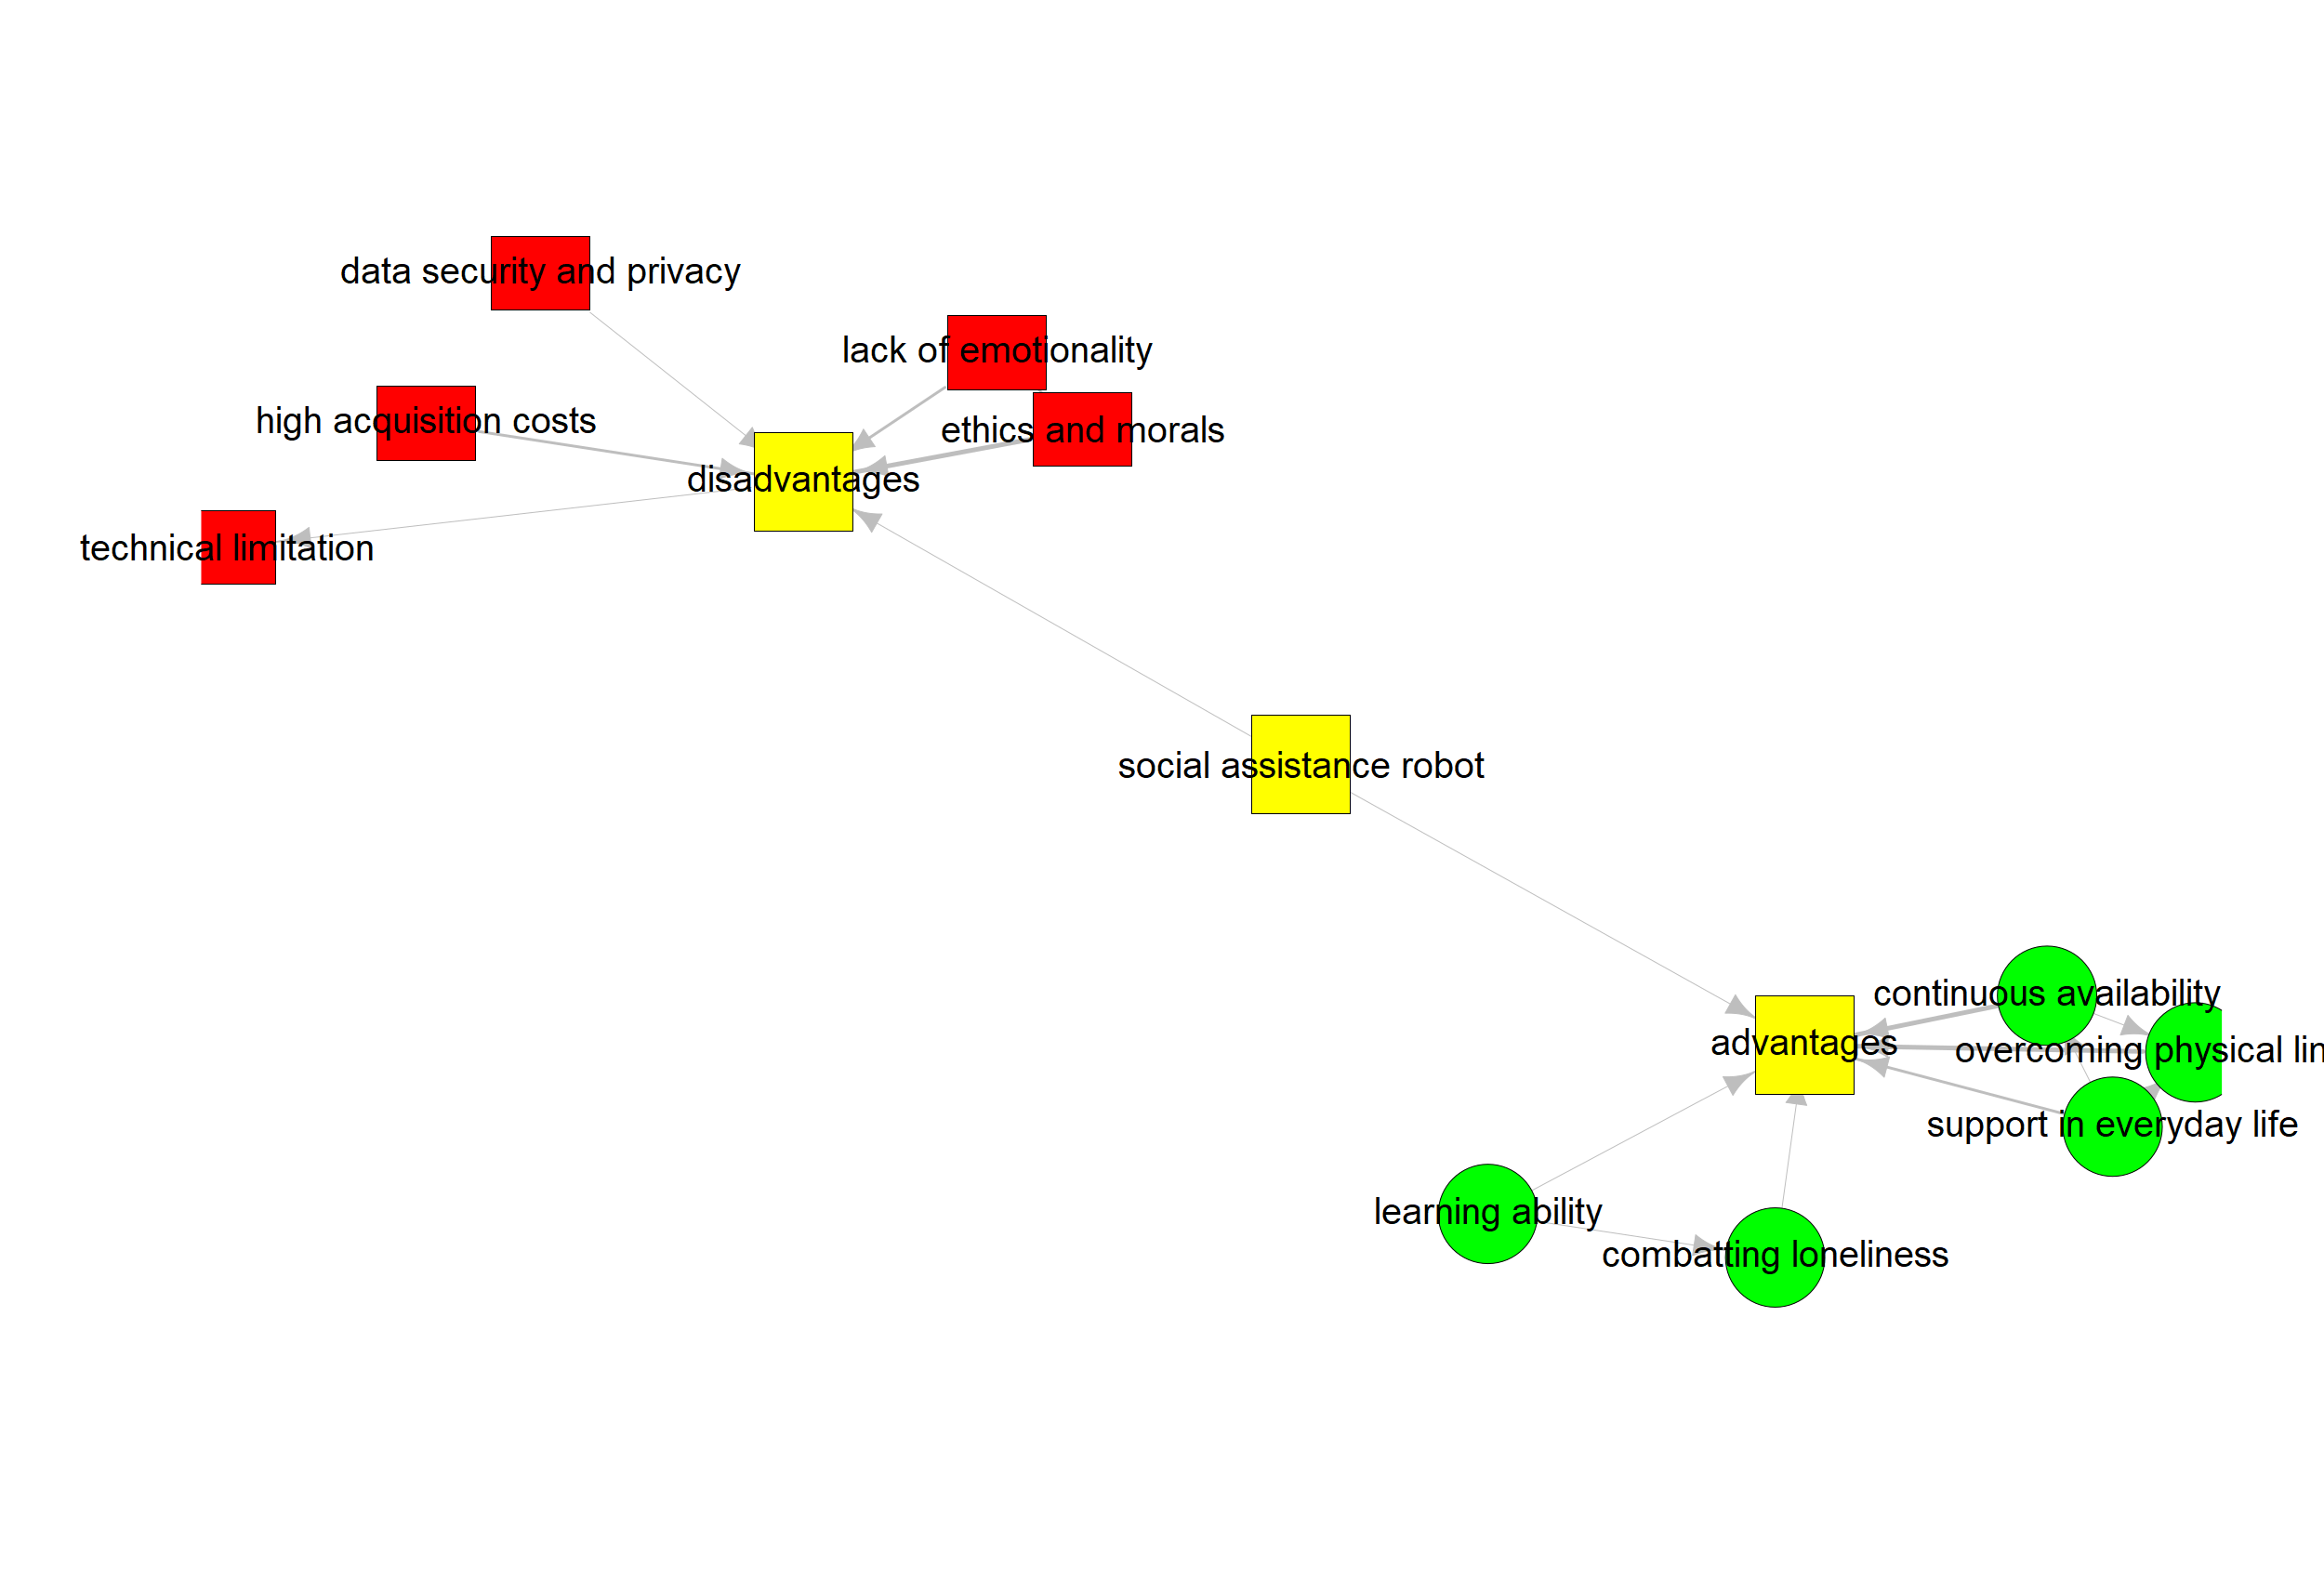 data security and privacy
lack of emotionality
high acquisition costs
ethics and morals
disadvantages
technical limitation
social assistance robot
continuous availability
advantages
overcoming physical
support in everyday life
learning ability
combatting loneliness